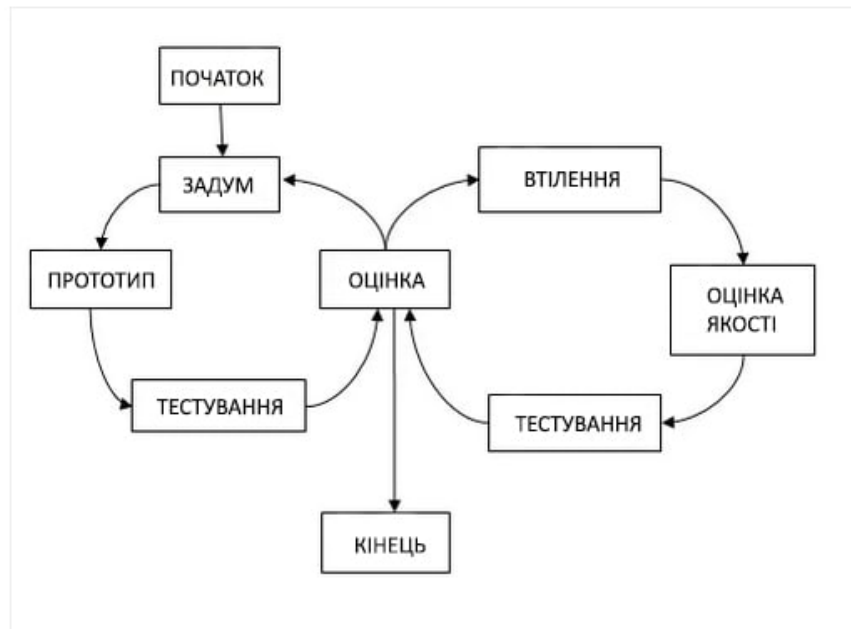 ПОЧАТОК
ЗАДУМ
ВТІЛЕННЯ
ПРОТОТИП
ОЦІНКА
ОЦІНКА
ЯКОСТІ
ТЕСТУВАННЯ
ТЕСТУВАННЯ
КІНЕЦЬ